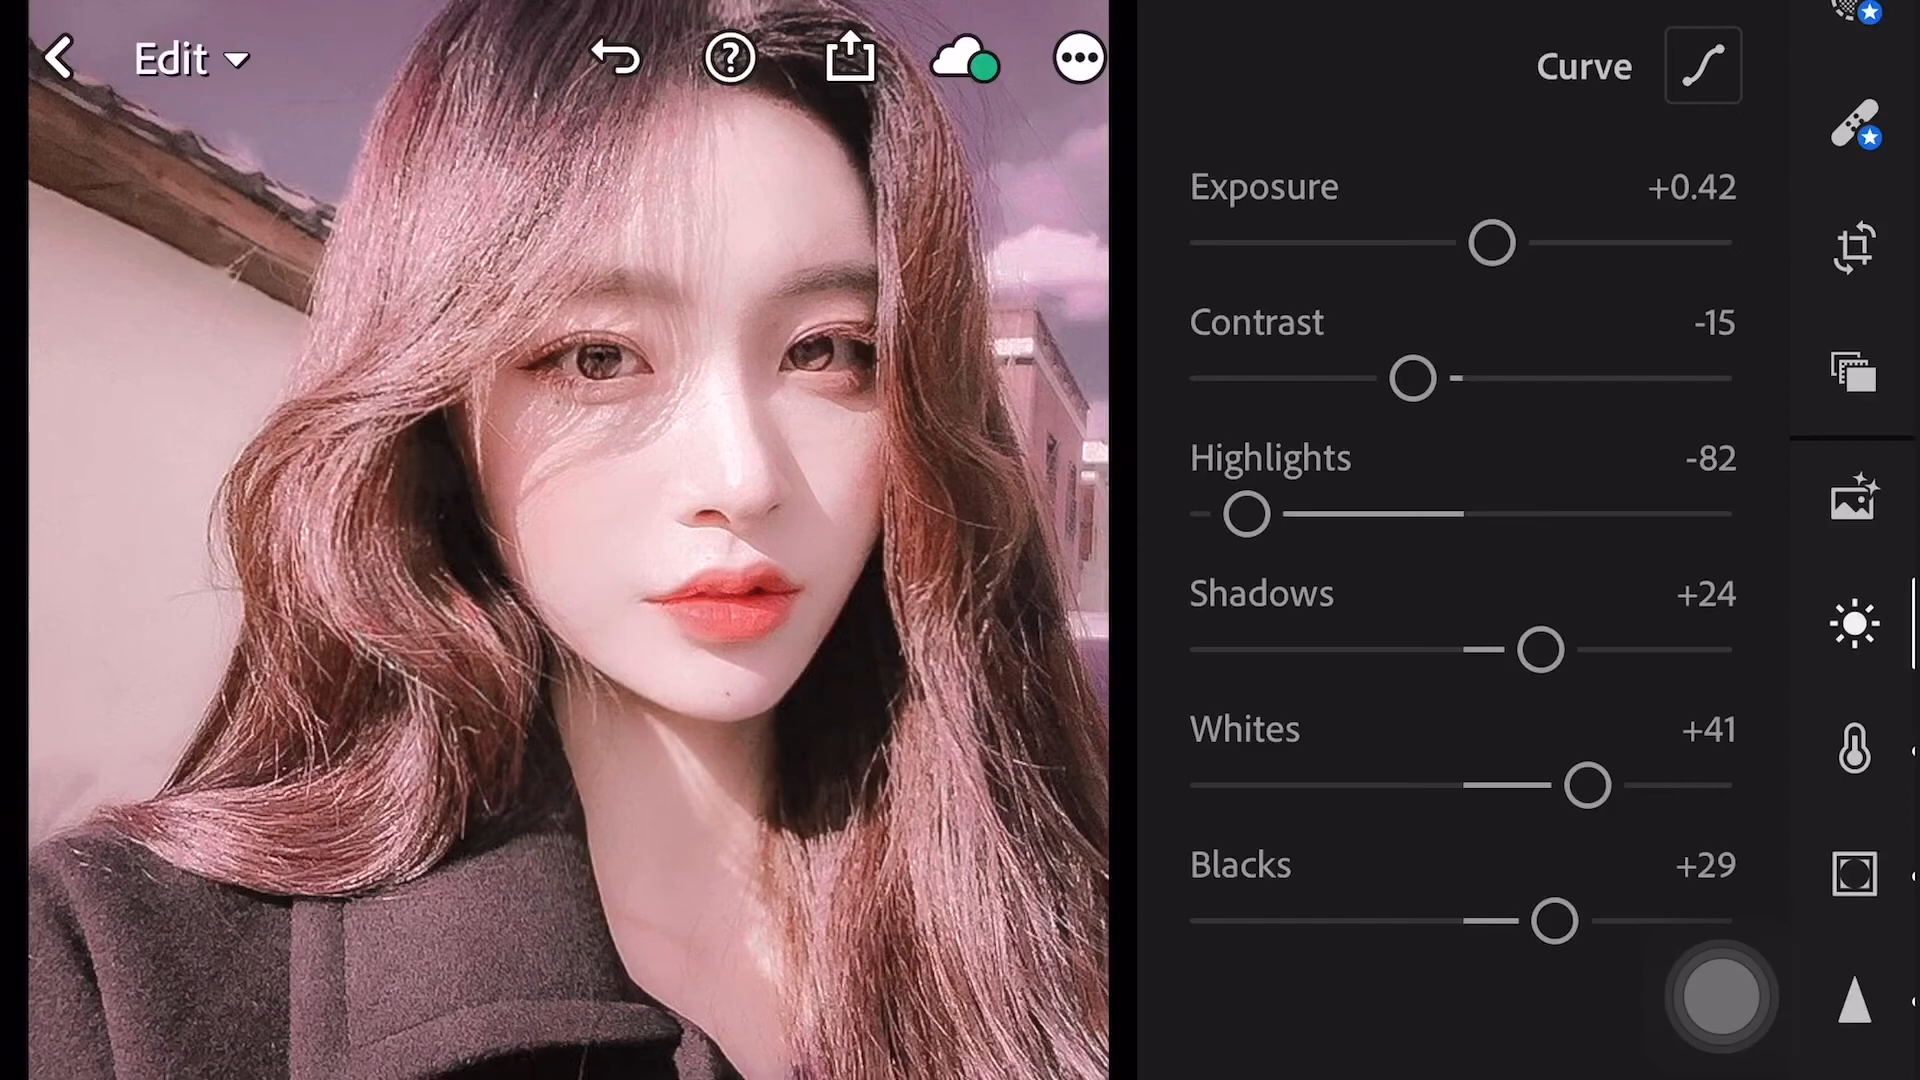 Edit
Curve
Exposure +0.42
Contrast -15
Highlights -82
Shadows +24
Whites +41
Blacks +29